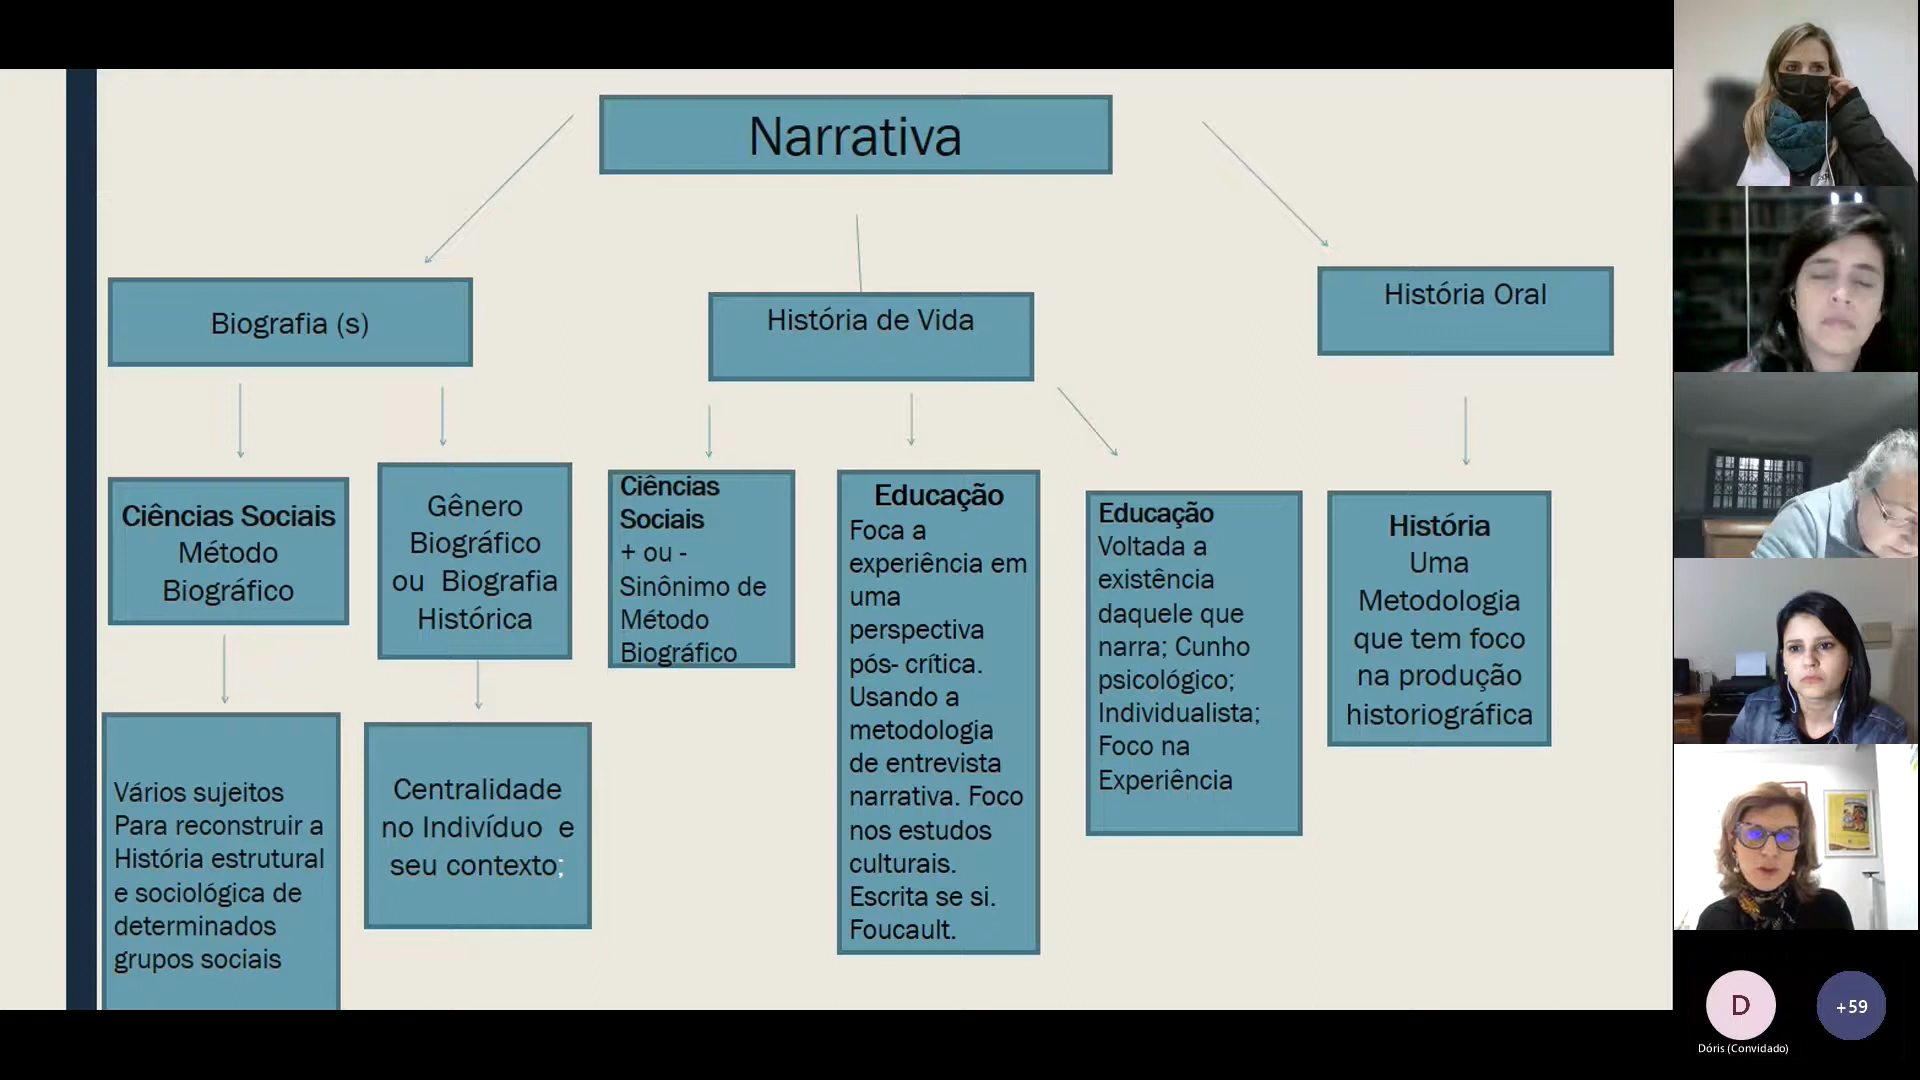 Narrativa
Biografia (s)
História de Vida
História Oral
Ciências Sociais
Método
Biográfico
Gênero
Biográfico
ou Biografia
Histórica
Ciências
Sociais
+ ou -
Sinônimo de
Método
Biográfico
Educação
Foca a
experiência em
uma
perspectiva
pós- crítica.
Usando a
metodologia
de entrevista
narrativa. Foco
nos estudos
culturais.
Escrita se si.
Foucault.
Educação
Voltada a
existência
daquele que
narra; Cunho
psicológico;
Individualista;
Foco na
Experiência
História
Uma
Metodologia
que tem foco
na produção
historiográfica
Vários sujeitos
Para reconstruir a
História estrutural
e sociológica de
determinados
grupos sociais
Centralidade
no Indivíduo e
seu contexto;
D
+59
Dóris (Convidado)